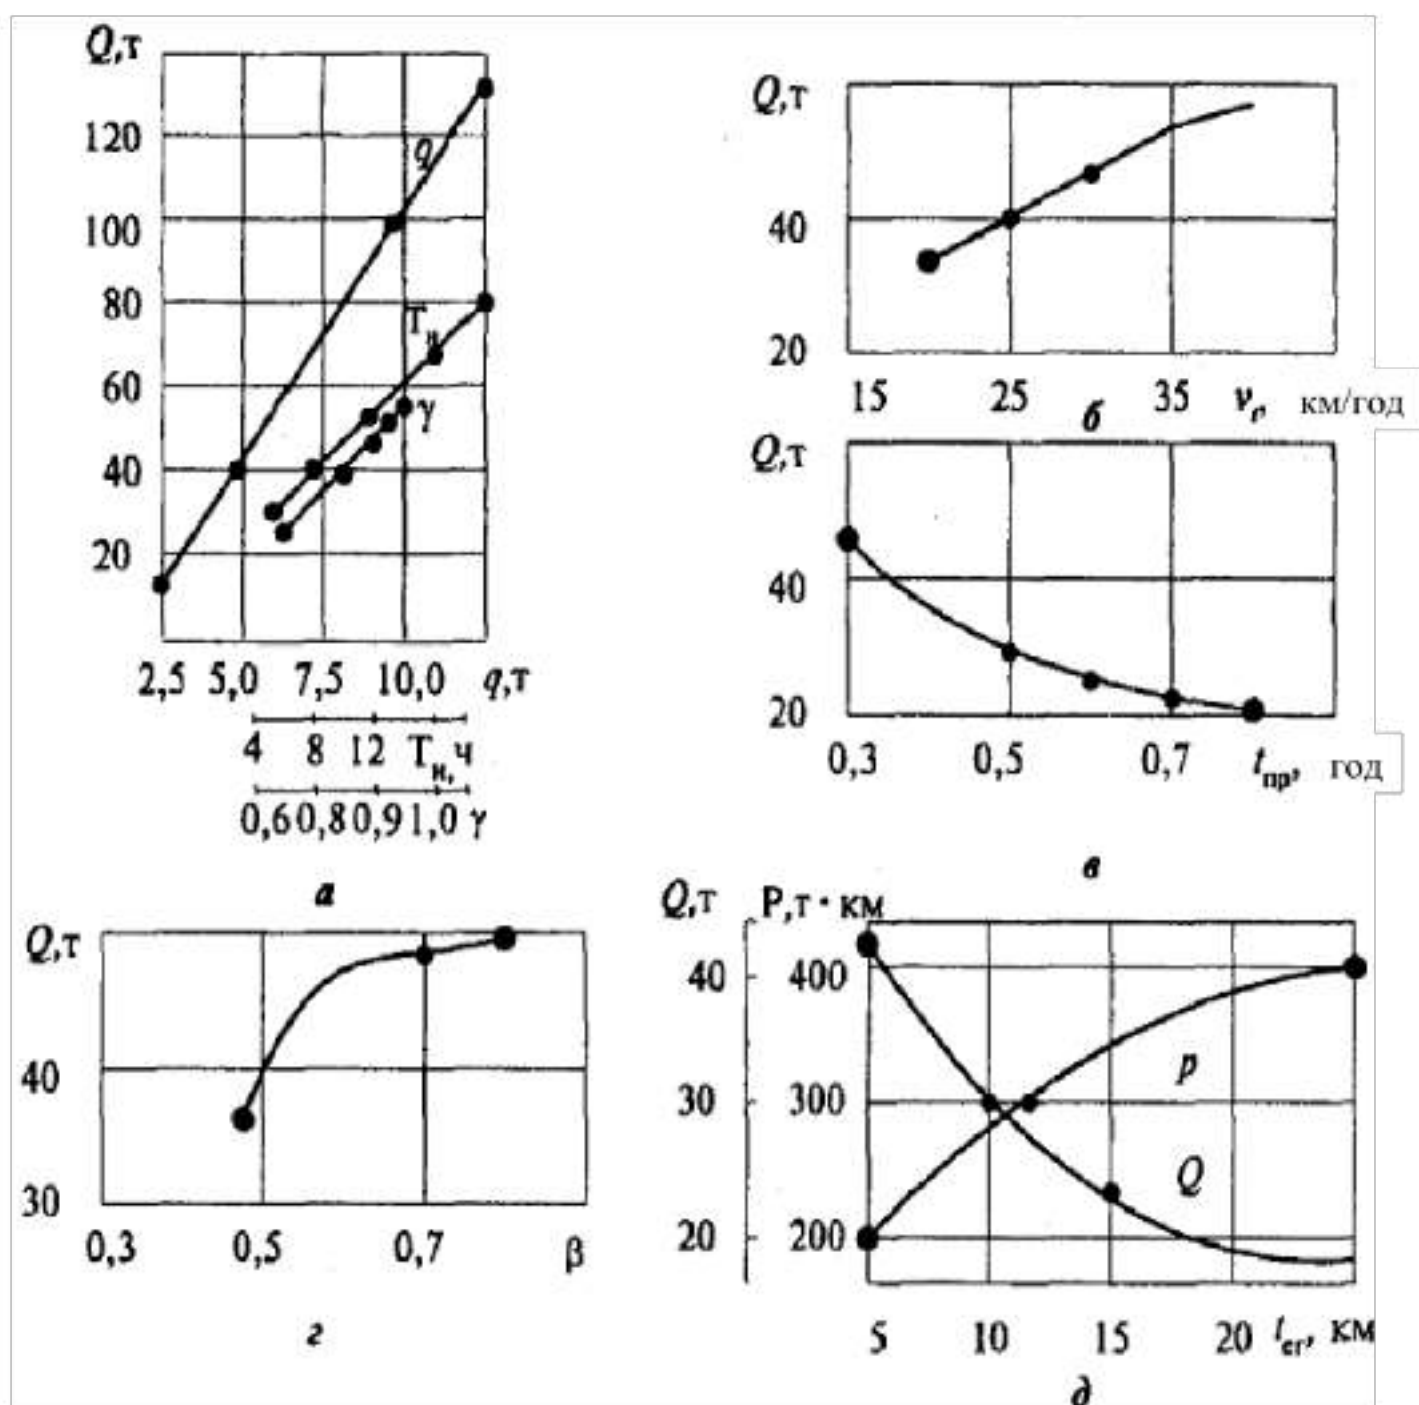 Q,т
120
100
80
60
40
20
q
Tн
γ
2,5 5,0 7,5 10,0 q,т
4 8 12 Tн, ч
0,6 0,8 0,9 1,0 γ
а
Q,т
40
20
15 25 35 vт, км/год
б
Q,т
40
20
0,3 0,5 0,7 tпр, год
в
Q,т
40
30
0,3 0,5 0,7 β
г
Q,т P,т · км
40 400
30 300
20 200
P
Q
5 10 15 20 lег, км
д